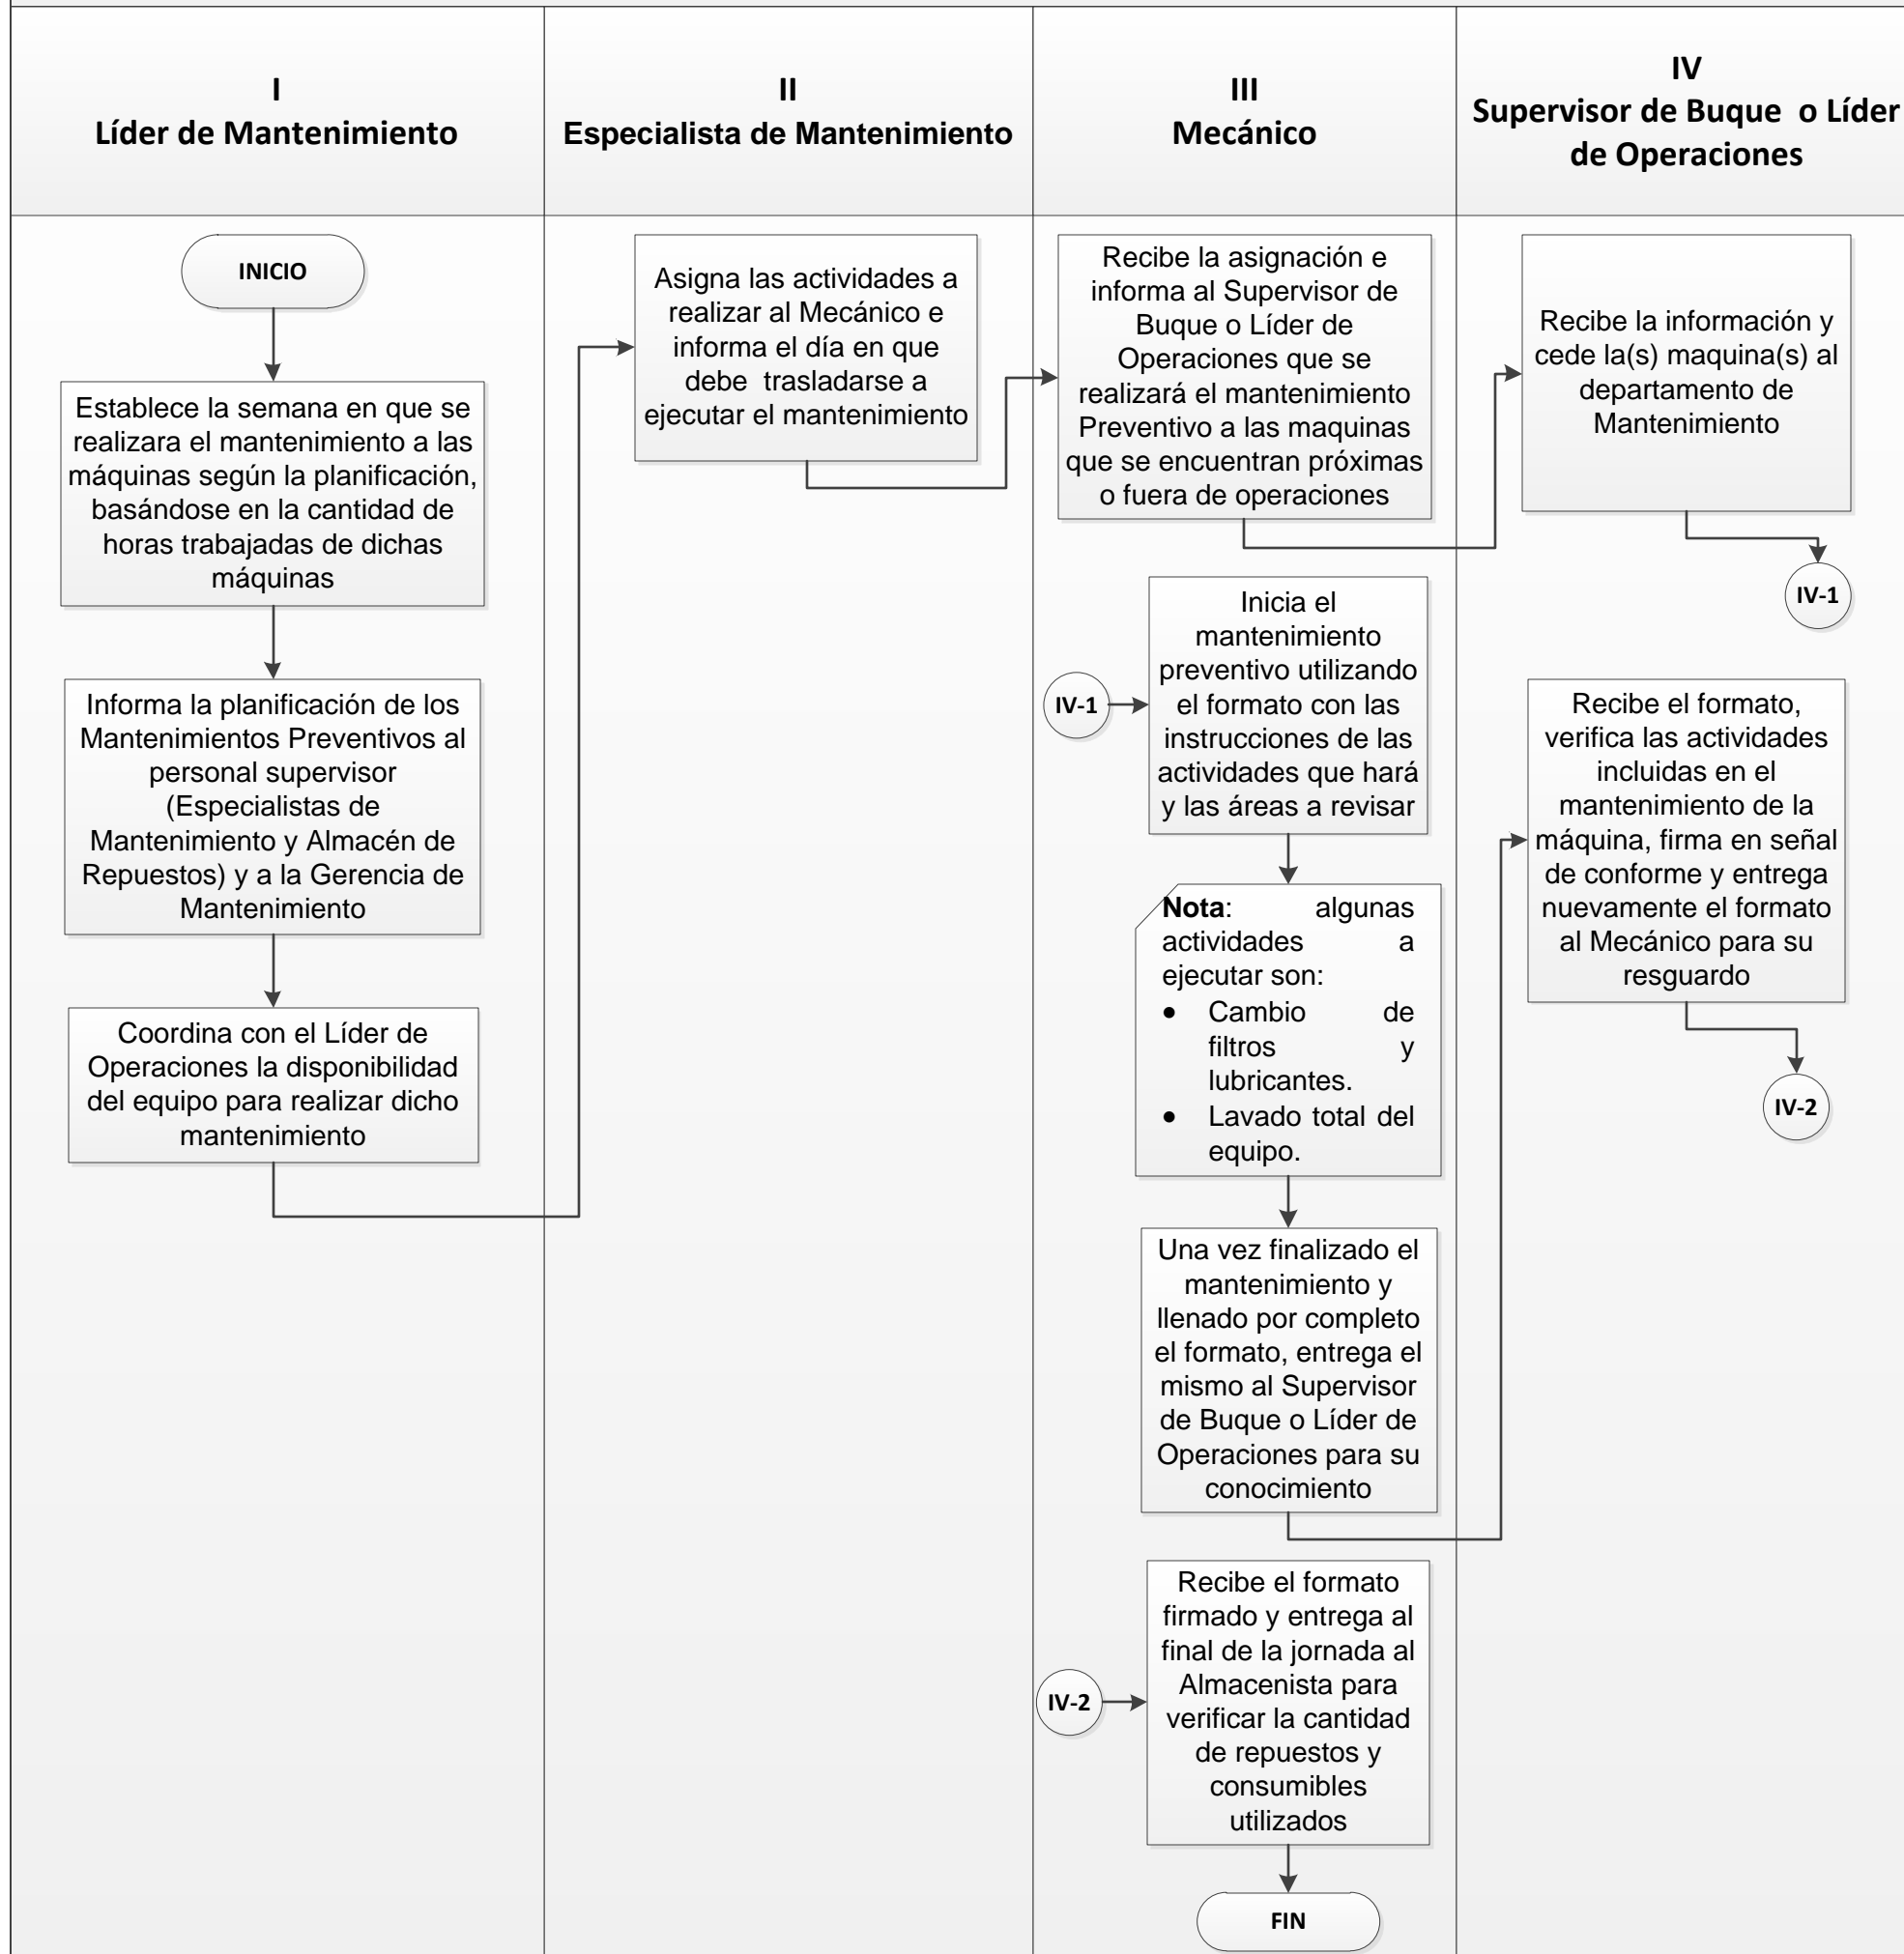 I
Líder de Mantenimiento
II
Especialista de Mantenimiento
III
Mecánico
IV
Supervisor de Buque o Líder
de Operaciones
INICIO
Establece la semana en que se
realizara el mantenimiento a las
máquinas según la planificación,
basándose en la cantidad de
horas trabajadas de dichas
máquinas
Informa la planificación de los
Mantenimientos Preventivos al
personal supervisor
(Especialistas de
Mantenimiento y Almacén de
Repuestos) y a la Gerencia de
Mantenimiento
Coordina con el Líder de
Operaciones la disponibilidad
del equipo para realizar dicho
mantenimiento
Asigna las actividades a
realizar al Mecánico e
informa el día en que
debe trasladarse a
ejecutar el mantenimiento
Recibe la asignación e
informa al Supervisor de
Buque o Líder de
Operaciones que se
realizará el mantenimiento
Preventivo a las maquinas
que se encuentran próximas
o fuera de operaciones
Recibe la información y
cede la(s) maquina(s) al
departamento de
Mantenimiento
IV-1
IV-1
Inicia el
mantenimiento
preventivo utilizando
el formato con las
instrucciones de las
actividades que hará
y las áreas a revisar
Nota: algunas
actividades a
ejecutar son:
• Cambio de
filtros y
lubricantes.
• Lavado total del
equipo.
Una vez finalizado el
mantenimiento y
llenado por completo
el formato, entrega el
mismo al Supervisor
de Buque o Líder de
Operaciones para su
conocimiento
Recibe el formato,
verifica las actividades
incluidas en el
mantenimiento de la
máquina, firma en señal
de conforme y entrega
nuevamente el formato
al Mecánico para su
resguardo
IV-2
IV-2
Recibe el formato
firmado y entrega al
final de la jornada al
Almacenista para
verificar la cantidad
de repuestos y
consumibles
utilizados
FIN